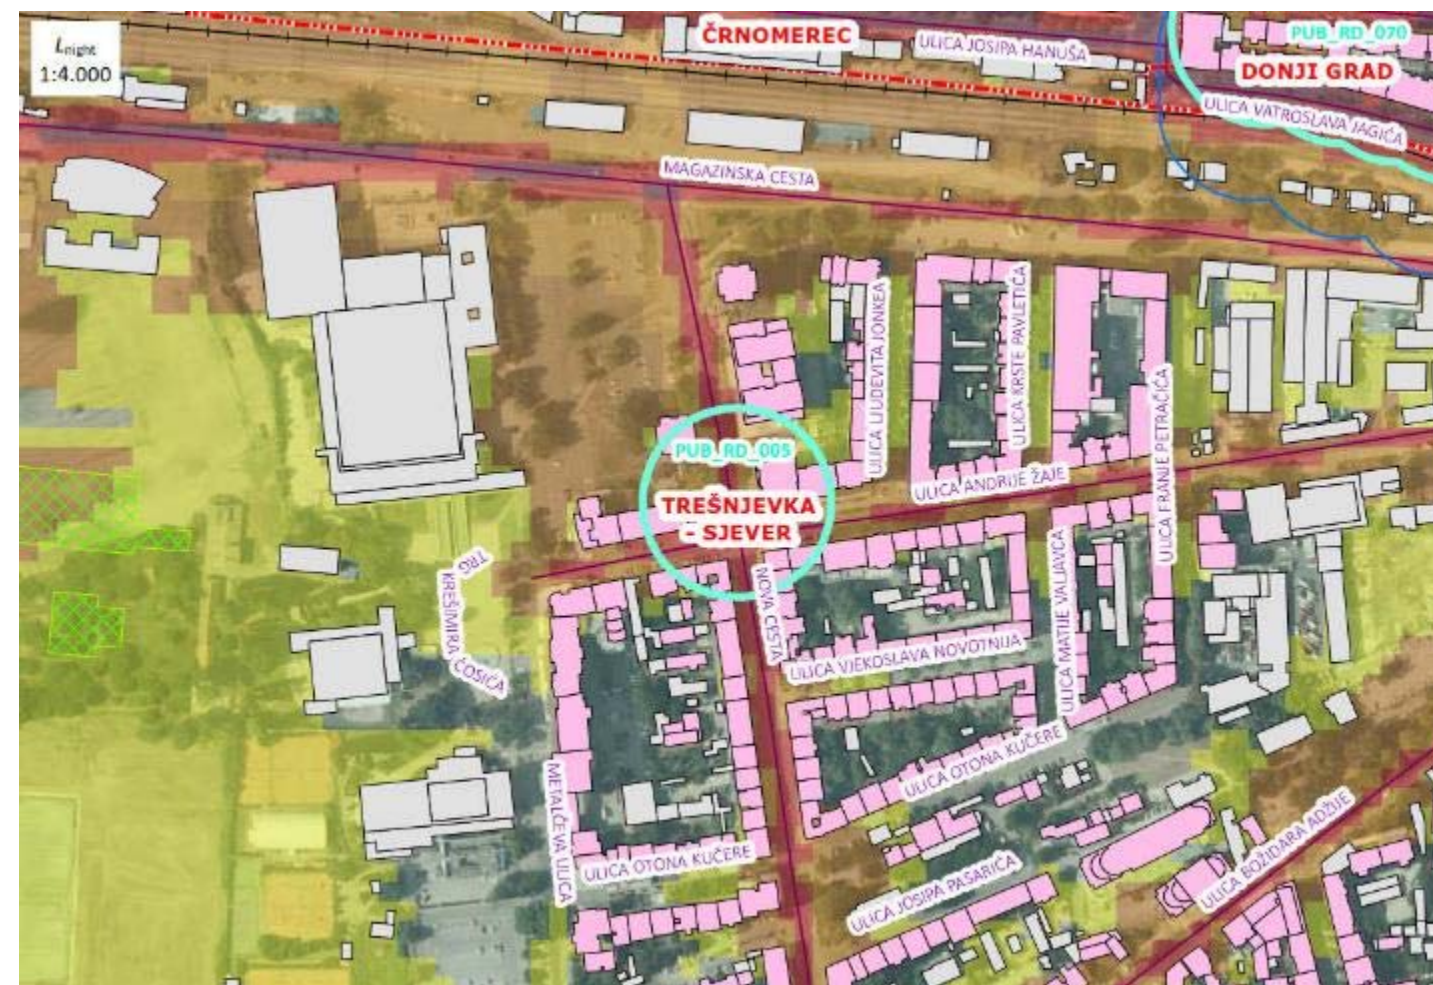 Lnight
1:4.000
ČRNOMEREC
ULICA JOSIPA HANUŠA
PUB_RD_070
DONJI GRAD
ULICA VATROSLAVA JAGIĆA
MAGAZINSKA CESTA
ULICA LJUDEVITA JONKEA
ULICA KRSTE PAVLETIĆA
ULICA FRANJE PETRAČIĆA
PUB_RD_005
TREŠNJEVKA
- SJEVER
ULICA ANDRIJE ŽAJE
TRG
KREŠIMIRA ĆOSIĆA
NOVA CESTA
ULICA VJEKOSLAVA NOVOTNIJA
ULICA MATIJE VALJAVCA
ULICA OTONA KUČERE
METALČEVA ULICA
ULICA OTONA KUČERE
ULICA JOSIPA PASARIĆA
ULICA BOŽIDARA ADŽIJE